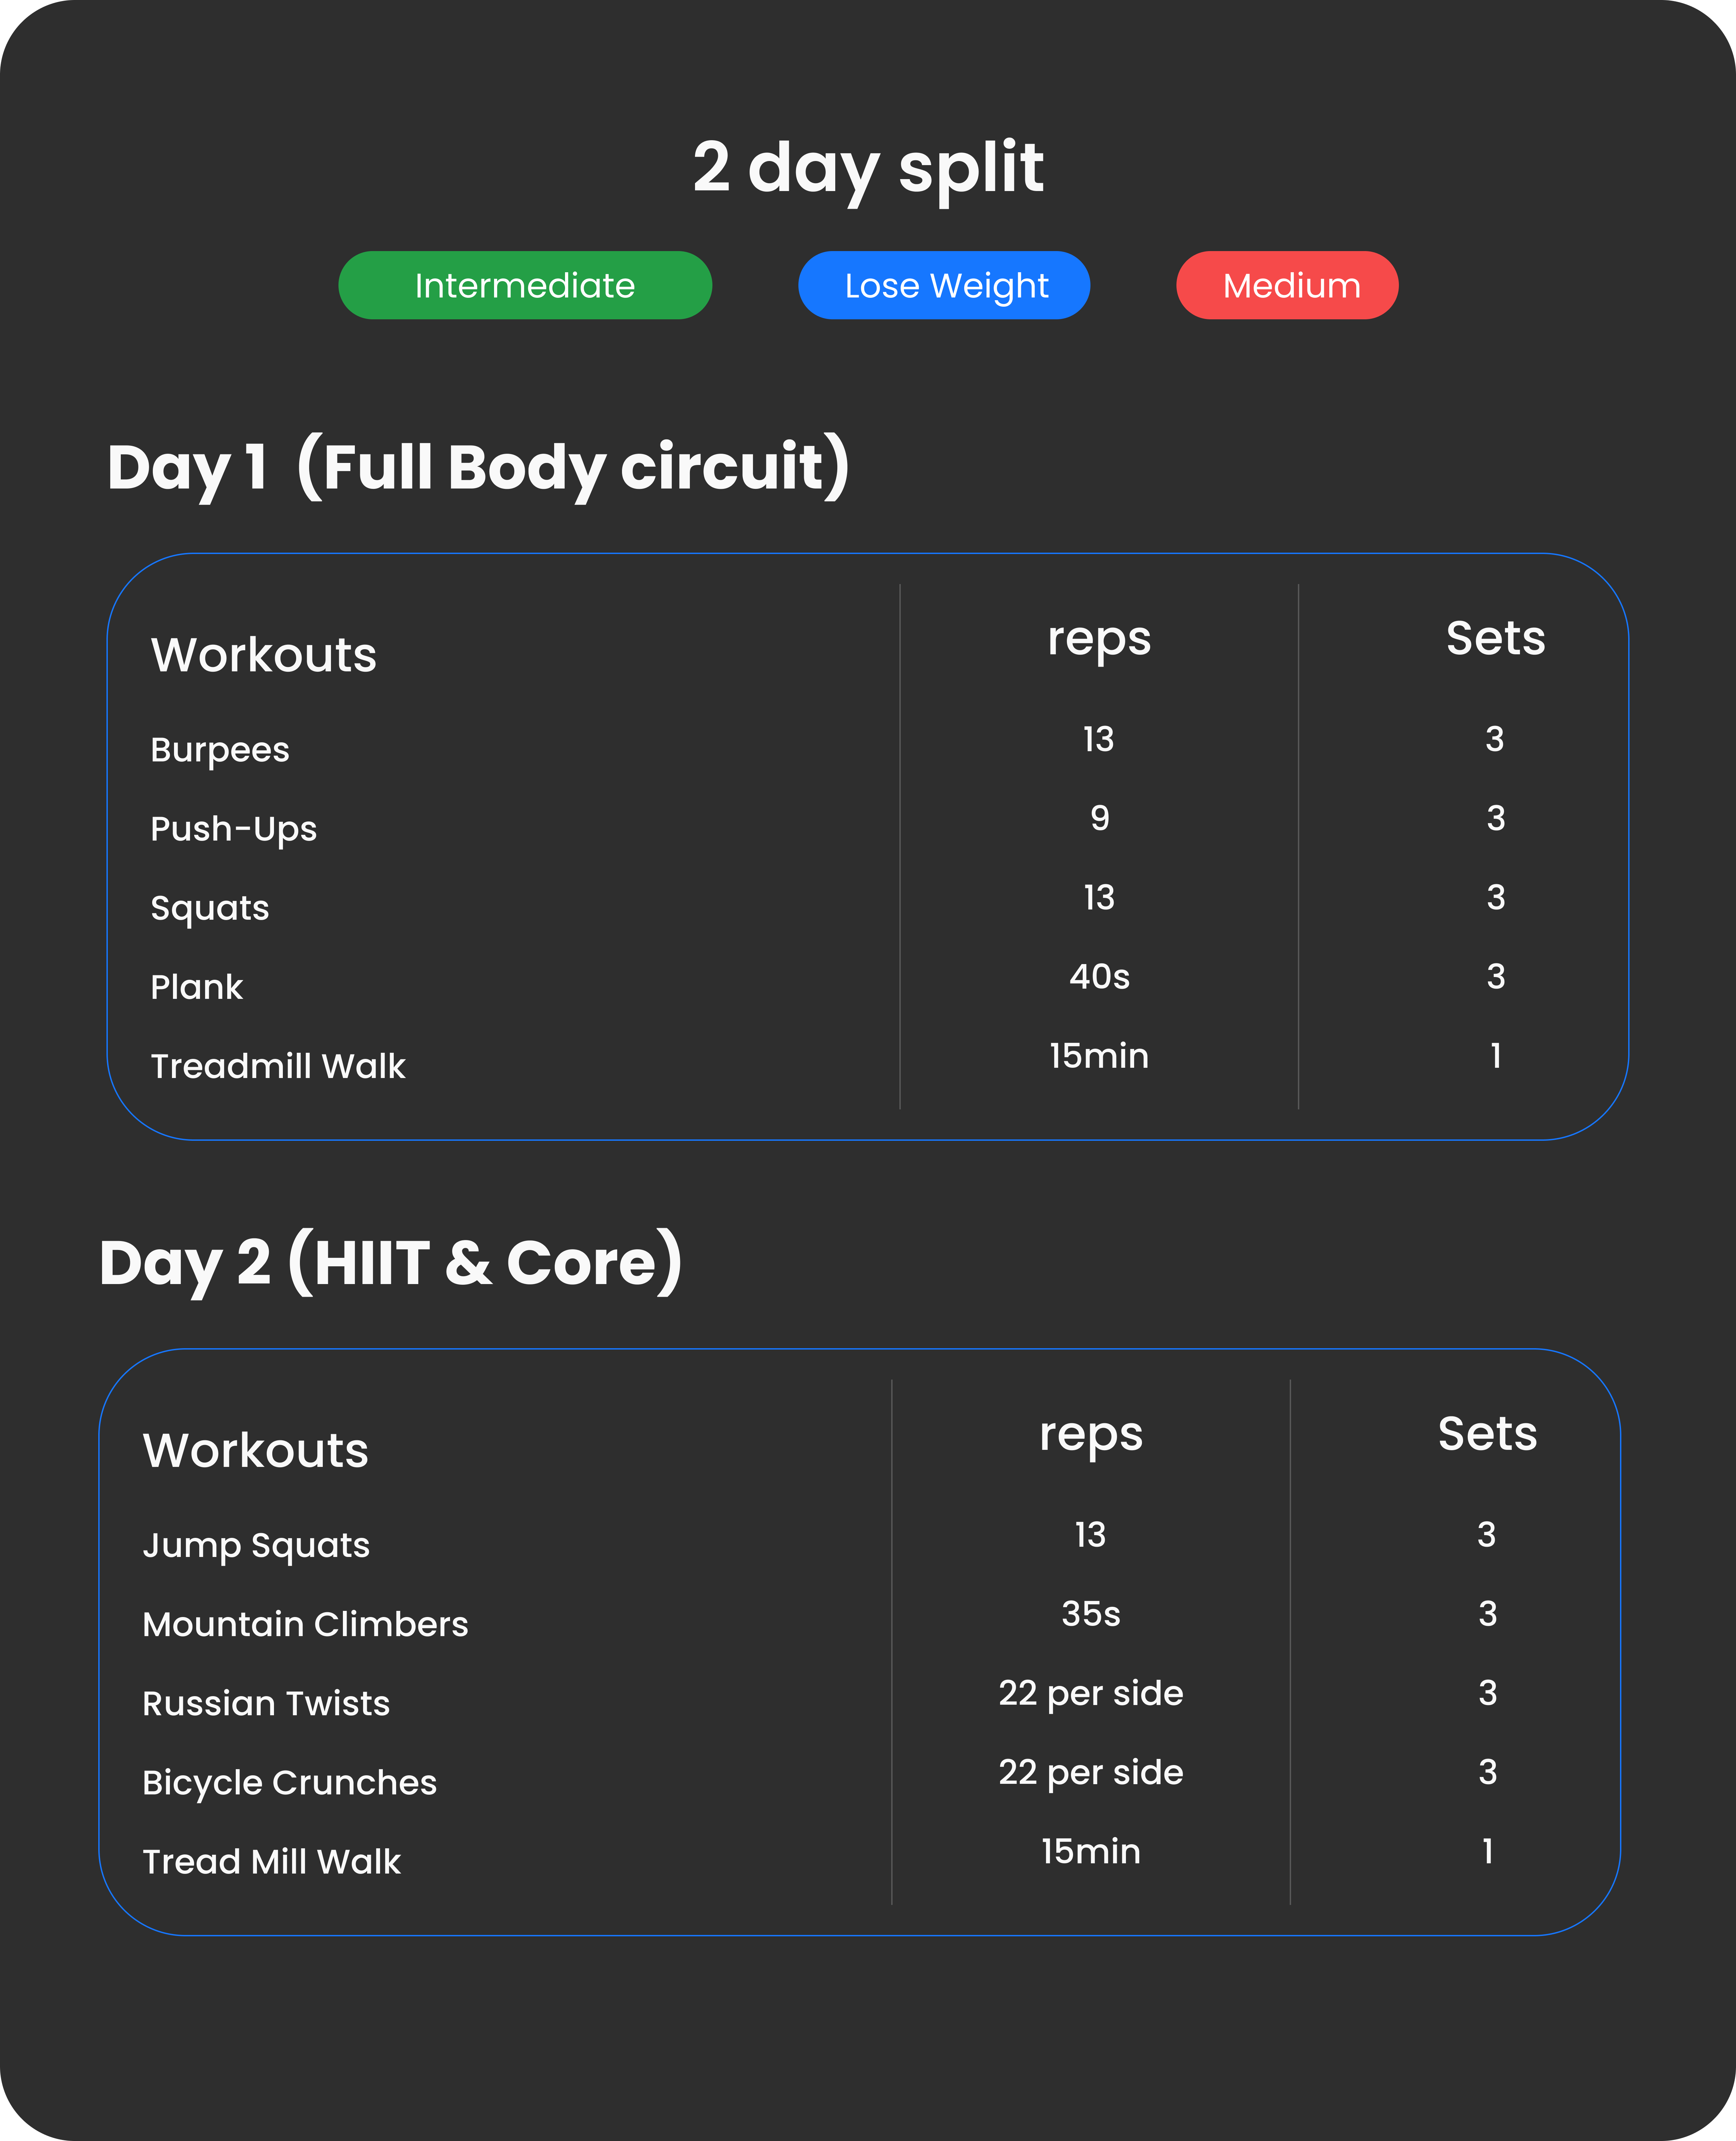 2 day split
Intermediate Lose Weight Medium
Day 1 (Full Body circuit)
Workouts reps Sets
Burpees 13 3
Push-Ups 9 3
Squats 13 3
Plank 40s 3
Treadmill Walk 15min 1
Day 2 (HIIT & Core)
Workouts reps Sets
Jump Squats 13 3
Mountain Climbers 35s 3
Russian Twists 22 per side 3
Bicycle Crunches 22 per side 3
Tread Mill Walk 15min 1